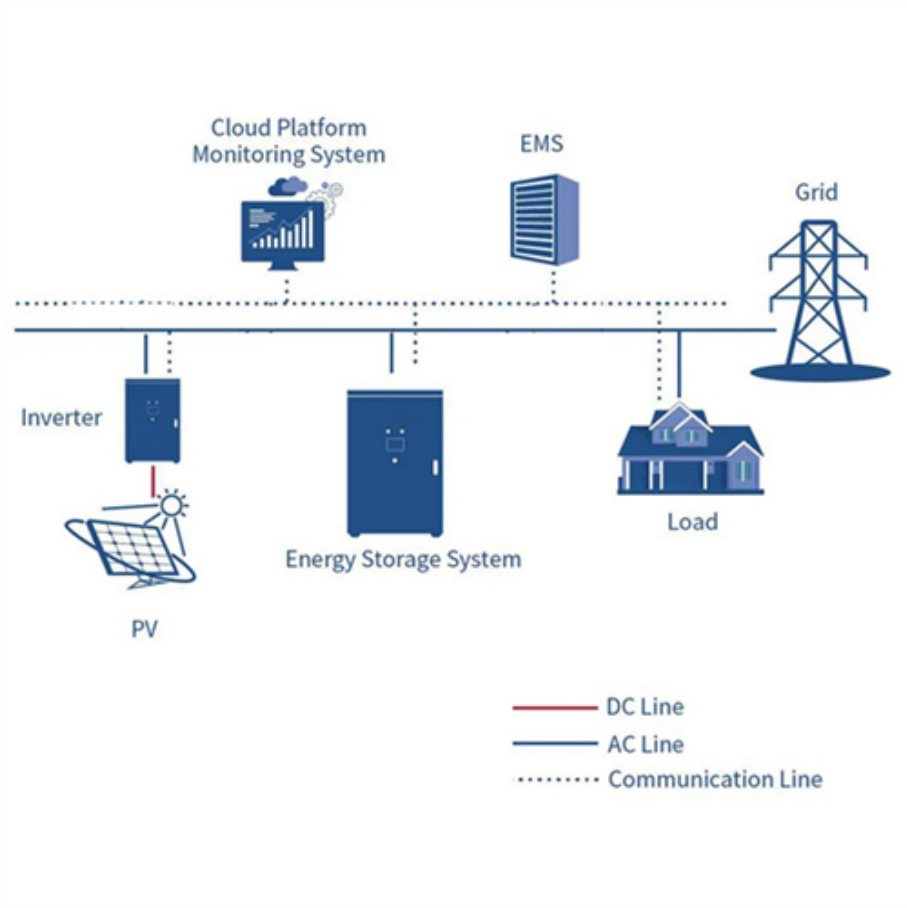 Cloud Platform
Monitoring System
EMS
Grid
Inverter
Energy Storage System
Load
PV
DC Line
AC Line
Communication Line